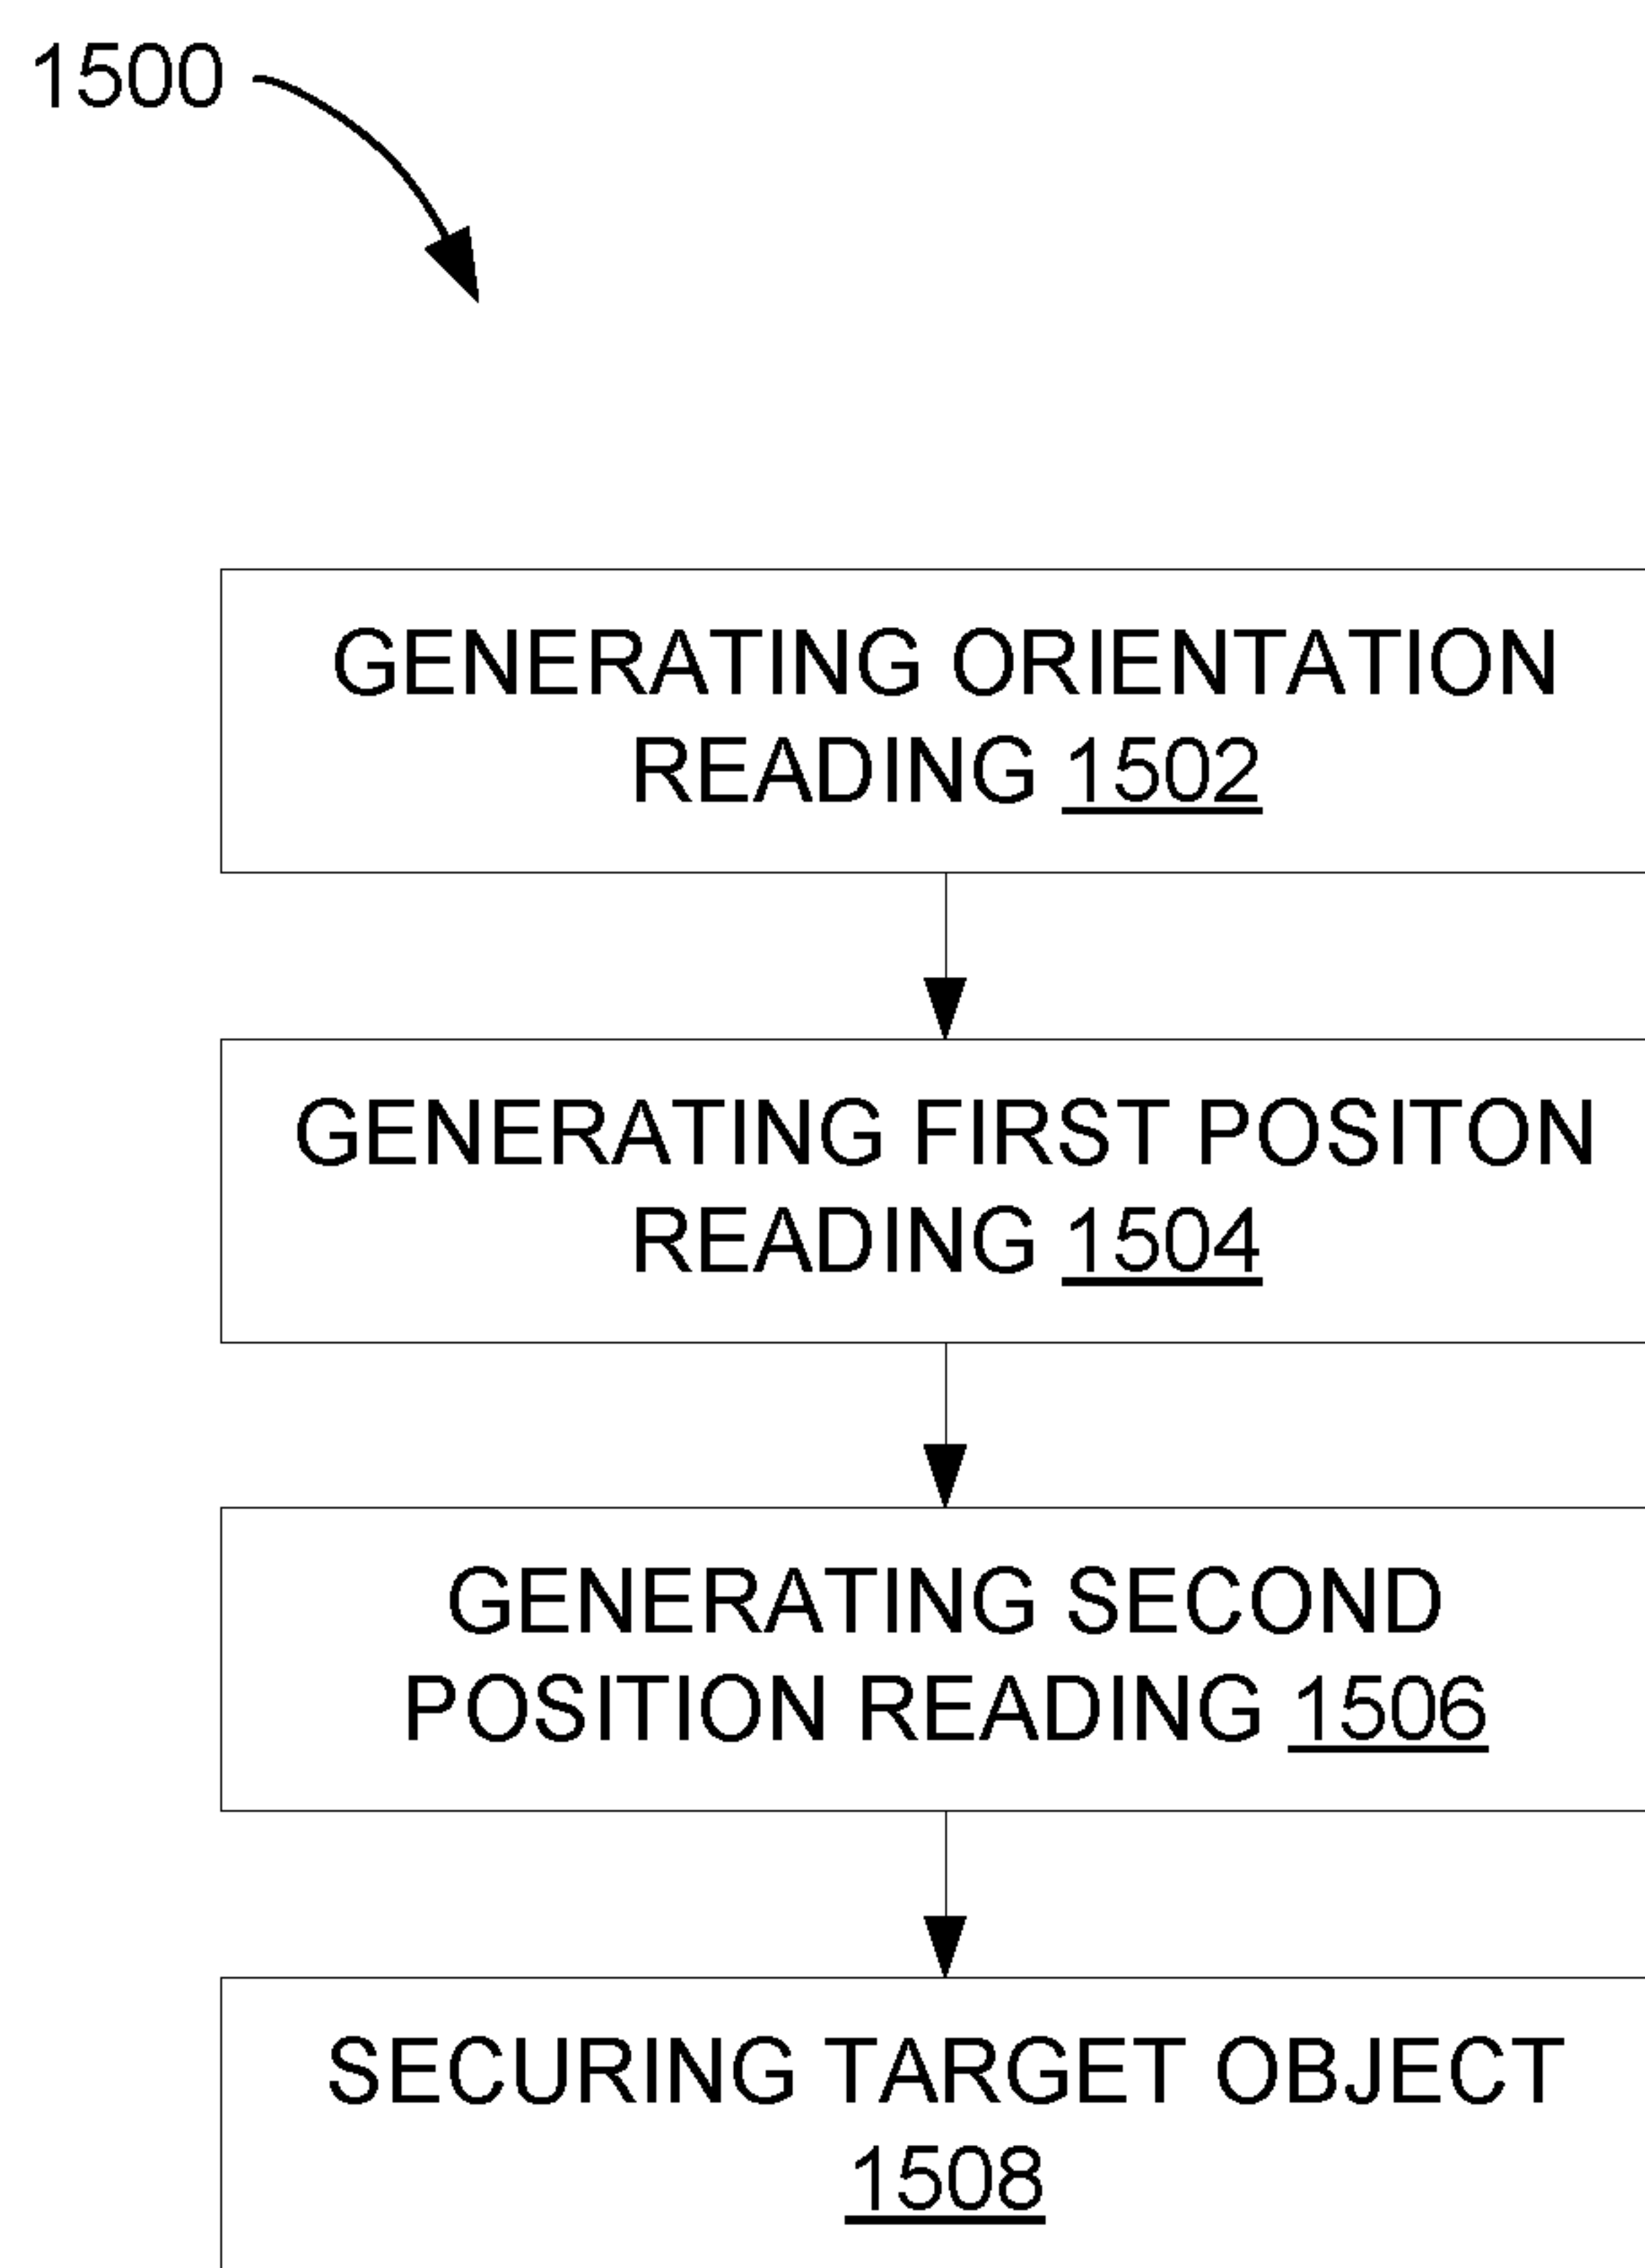 1500
GENERATING ORIENTATION
READING 1502
GENERATING FIRST POSITON
READING 1504
GENERATING SECOND
POSITION READING 1506
SECURING TARGET OBJECT
1508